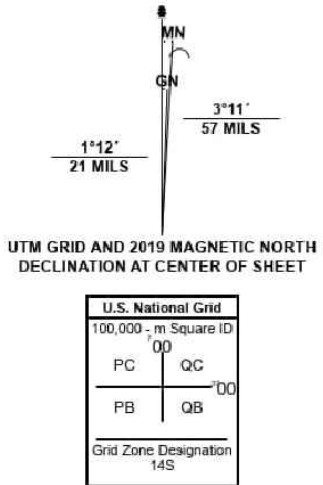 MN
GN
3°11´
57 MILS
1°12´
21 MILS
UTM GRID AND 2019 MAGNETIC NORTH
DECLINATION AT CENTER OF SHEET
U.S. National Grid
100,000 - m Square ID
00
PC QC
00
PB QB
Grid Zone Designation
14S